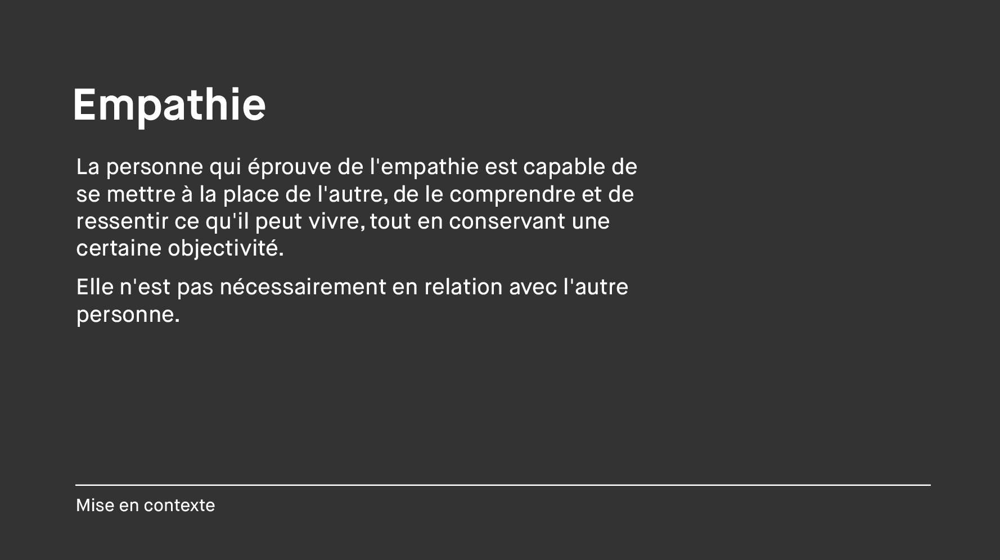 Empathie
La personne qui éprouve de l'empathie est capable de
se mettre à la place de l'autre, de le comprendre et de
ressentir ce qu'il peut vivre, tout en conservant une
certaine objectivité.
Elle n'est pas nécessairement en relation avec l'autre
personne.
Mise en contexte